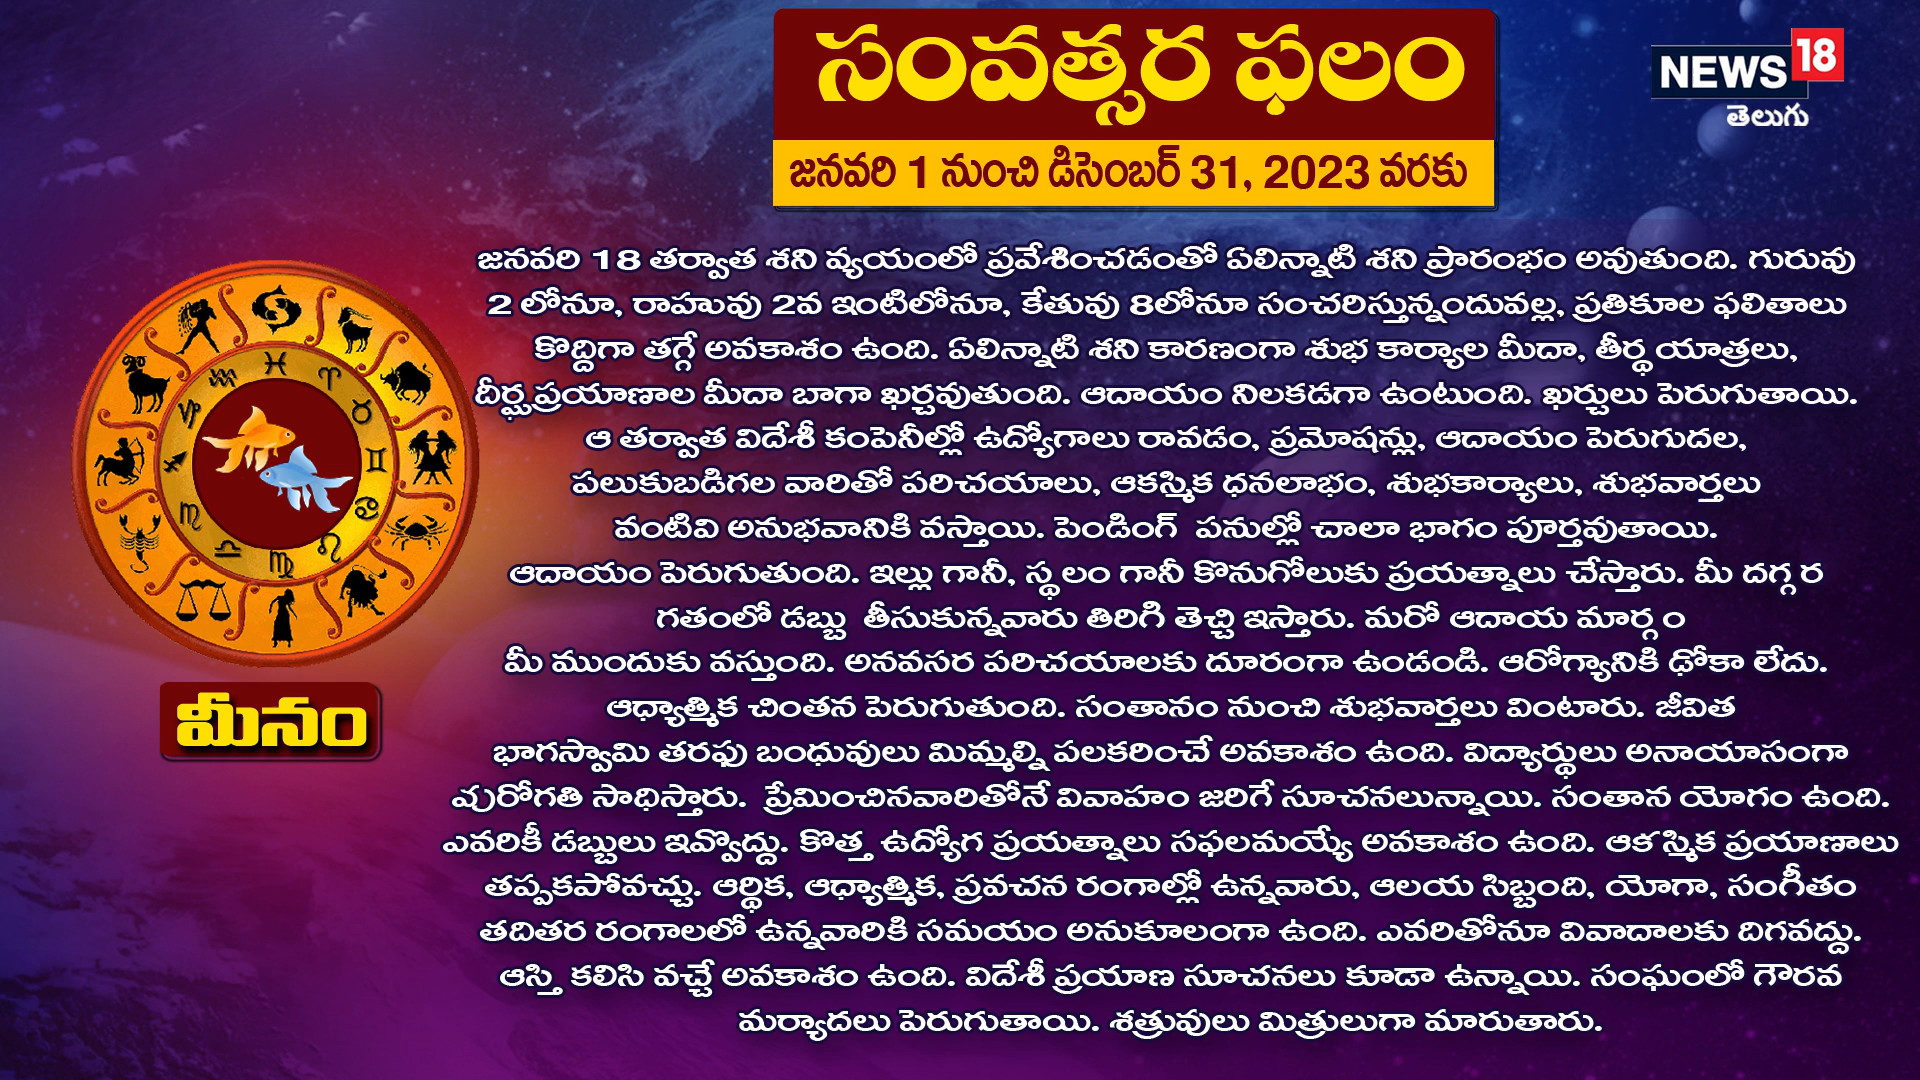 సంవత్సర ఫలం
NEWS 18
తెలుగు
జనవరి 1 నుంచి డిసెంబర్ 31, 2023 వరకు
జనవరి 18 తర్వాత శని వ్యయంలో ప్రవేశించడంతో ఏలిన్నాటి శని ప్రారంభం అవుతుంది. గురువు
2 లోనూ, రాహువు 2వ ఇంటిలోనూ, కేతువు 8లోనూ సంచరిస్తున్నందువల్ల, ప్రతికూల ఫలితాలు
కొద్దిగా తగ్గే అవకాశం ఉంది. ఏలిన్నాటి శని కారణంగా శుభ కార్యాల మీదా, తీర్థ యాత్రలు,
దీర్ఘప్రయాణాల మీదా బాగా ఖర్చవుతుంది. ఆదాయం నిలకడగా ఉంటుంది. ఖర్చులు పెరుగుతాయి.
ఆ తర్వాత విదేశీ కంపెనీల్లో ఉద్యోగాలు రావడం, ప్రమోషన్లు, ఆదాయం పెరుగుదల,
పలుకుబడిగల వారితో పరిచయాలు, ఆకస్మిక ధనలాభం, శుభకార్యాలు, శుభవార్తలు
వంటివి అనుభవానికి వస్తాయి. పెండింగ్ పనుల్లో చాలా భాగం పూర్తవుతాయి.
ఆదాయం పెరుగుతుంది. ఇల్లు గానీ, స్థలం గానీ కొనుగోలుకు ప్రయత్నాలు చేస్తారు. మీ దగ్గర
గతంలో డబ్బు తీసుకున్నవారు తిరిగి తెచ్చి ఇస్తారు. మరో ఆదాయ మార్గం
మీ ముందుకు వస్తుంది. అనవసర పరిచయాలకు దూరంగా ఉండండి. ఆరోగ్యానికి ఢోకా లేదు.
ఆధ్యాత్మిక చింతన పెరుగుతుంది. సంతానం నుంచి శుభవార్తలు వింటారు. జీవిత
భాగస్వామి తరఫు బంధువులు మిమ్మల్ని పలకరించే అవకాశం ఉంది. విద్యార్థులు అనాయాసంగా
పురోగతి సాధిస్తారు. ప్రేమించినవారితోనే వివాహం జరిగే సూచనలున్నాయి. సంతాన యోగం ఉంది.
ఎవరికీ డబ్బులు ఇవ్వొద్దు. కొత్త ఉద్యోగ ప్రయత్నాలు సఫలమయ్యే అవకాశం ఉంది. ఆకస్మిక ప్రయాణాలు
తప్పకపోవచ్చు. ఆర్థిక, ఆధ్యాత్మిక, ప్రవచన రంగాల్లో ఉన్నవారు, ఆలయ సిబ్బంది, యోగా, సంగీతం
తదితర రంగాలలో ఉన్నవారికి సమయం అనుకూలంగా ఉంది. ఎవరితోనూ వివాదాలకు దిగవద్దు.
ఆస్తి కలిసి వచ్చే అవకాశం ఉంది. విదేశీ ప్రయాణ సూచనలు కూడా ఉన్నాయి. సంఘంలో గౌరవ
మర్యాదలు పెరుగుతాయి. శత్రువులు మిత్రులుగా మారుతారు.
మీనం